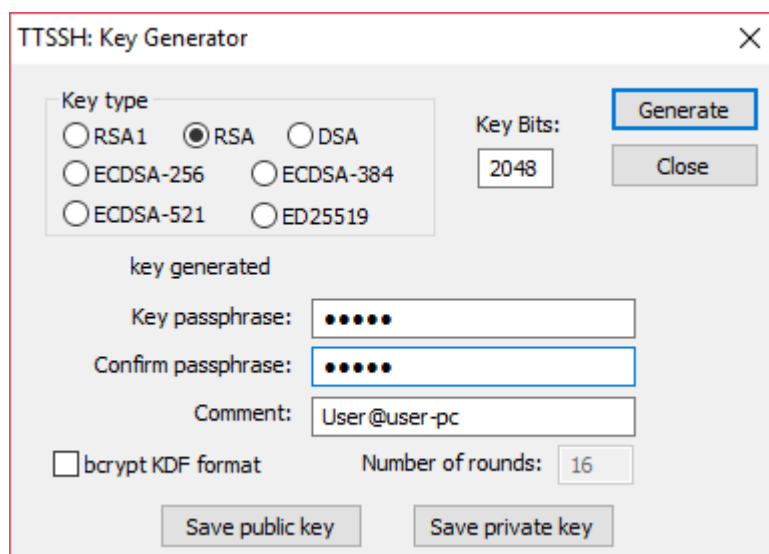 TTSSH: Key Generator
Key type
RSA1 RSA DSA
ECDSA-256 ECDSA-384
ECDSA-521 ED25519
Key Bits:
2048
Generate
Close
key generated
Key passphrase: •••••
Confirm passphrase: •••••
Comment: User@user-pc
bcrypt KDF format Number of rounds: 16
Save public key Save private key